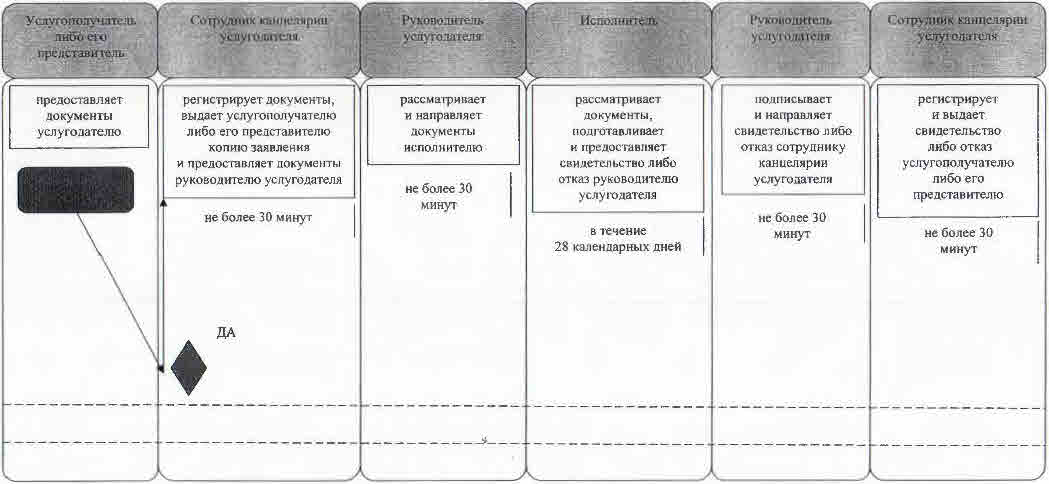 Услугополучатель
либо его
представитель
Сотрудник канцелярии
услугодателя
Руководитель
услугодателя
Исполнитель
Руководитель
услугодателя
Сотрудник канцелярии
услугодателя
предоставляет
документы
услугодателю
регистрирует документы,
выдает услугополучателю
либо его представителю
копию заявления
и предоставляет документы
руководителю услугодателя
не более 30 минут
рассматривает
и направляет
документы
исполнителю
не более 30
минут
рассматривает
документы,
подготавливает
и предоставляет
свидетельство либо
отказ руководителю
услугодателя
в течение
28 календарных дней
подписывает
и направляет
свидетельство либо
отказ сотруднику
канцелярии
услугодателя
не более 30
минут
регистрирует
и выдает
свидетельство
либо отказ
услугополучателю
либо его
представителю
не более 30
минут
ДА